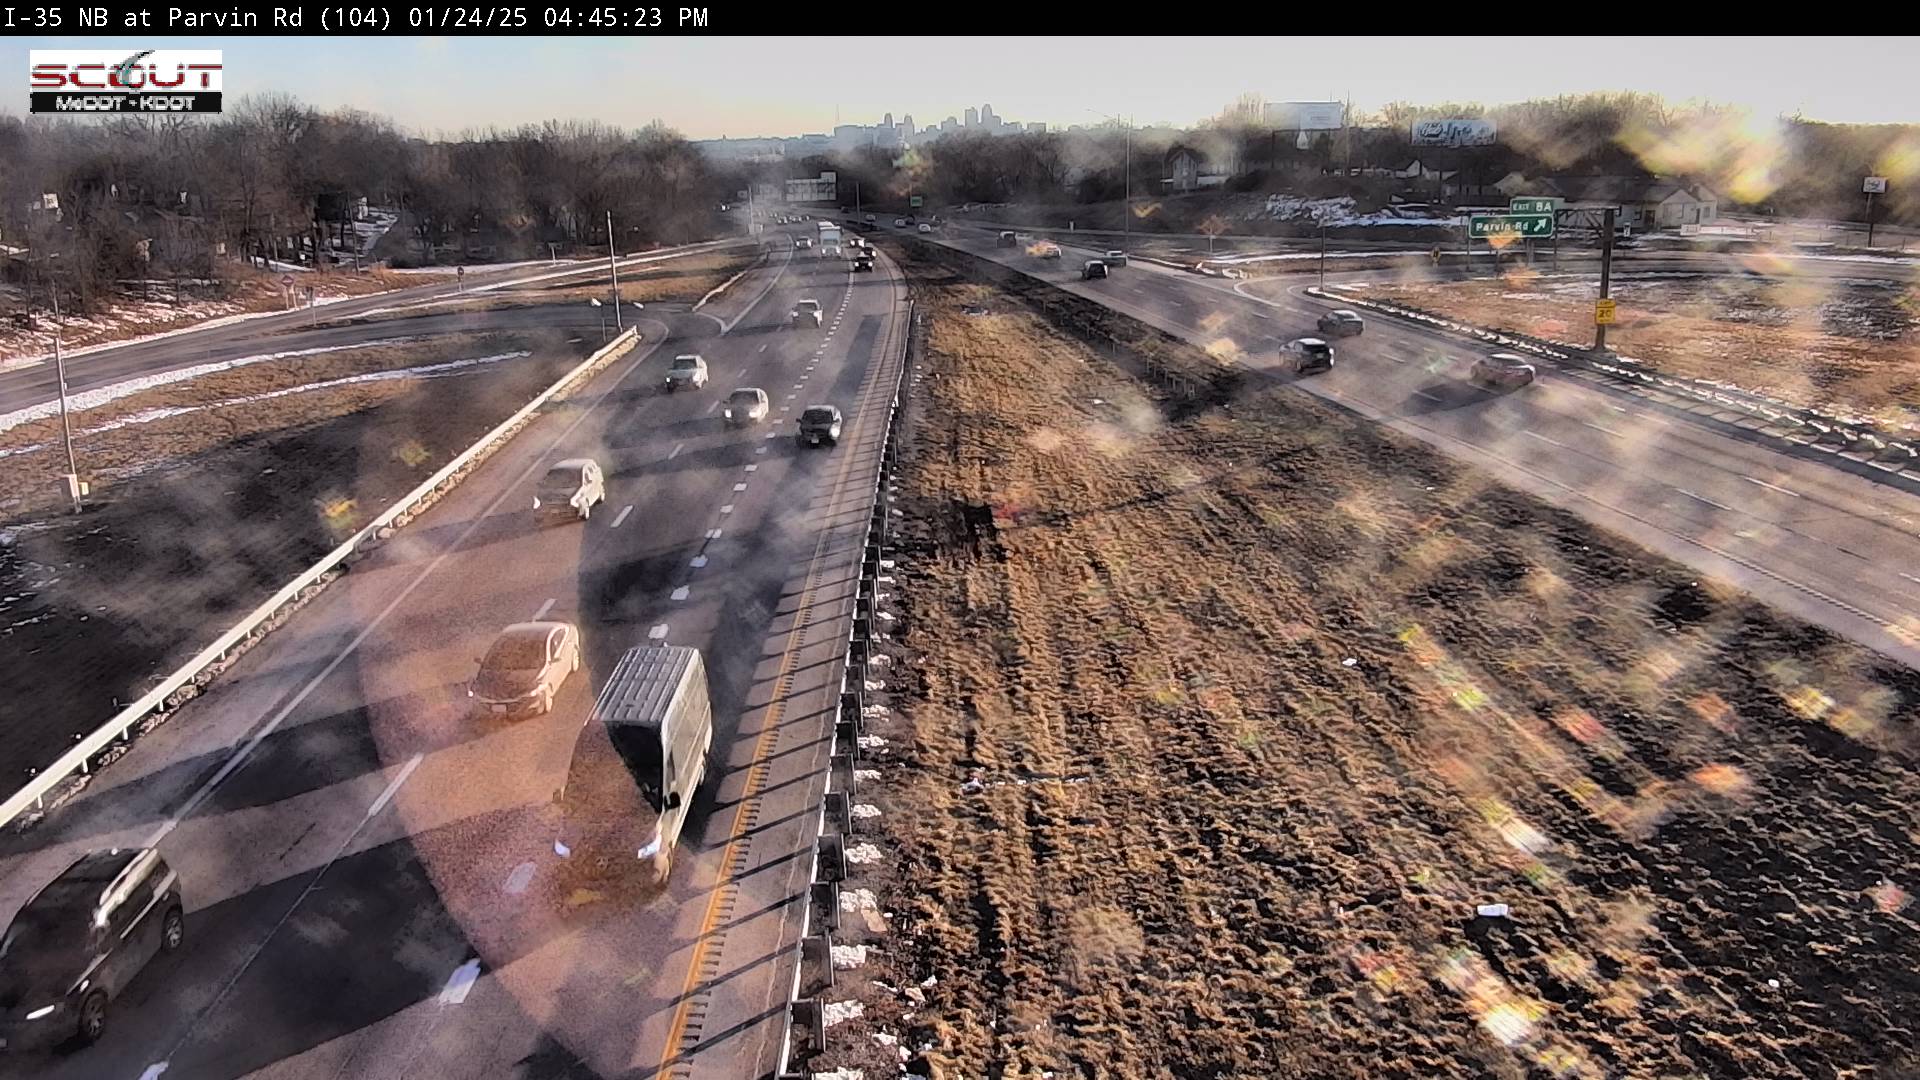 I-35 NB at Parvin Rd (104) 01/24/25 04:45:23 PM
SCOUT
MoDOT - KDOT
EXIT 8A
Parvin Rd
20